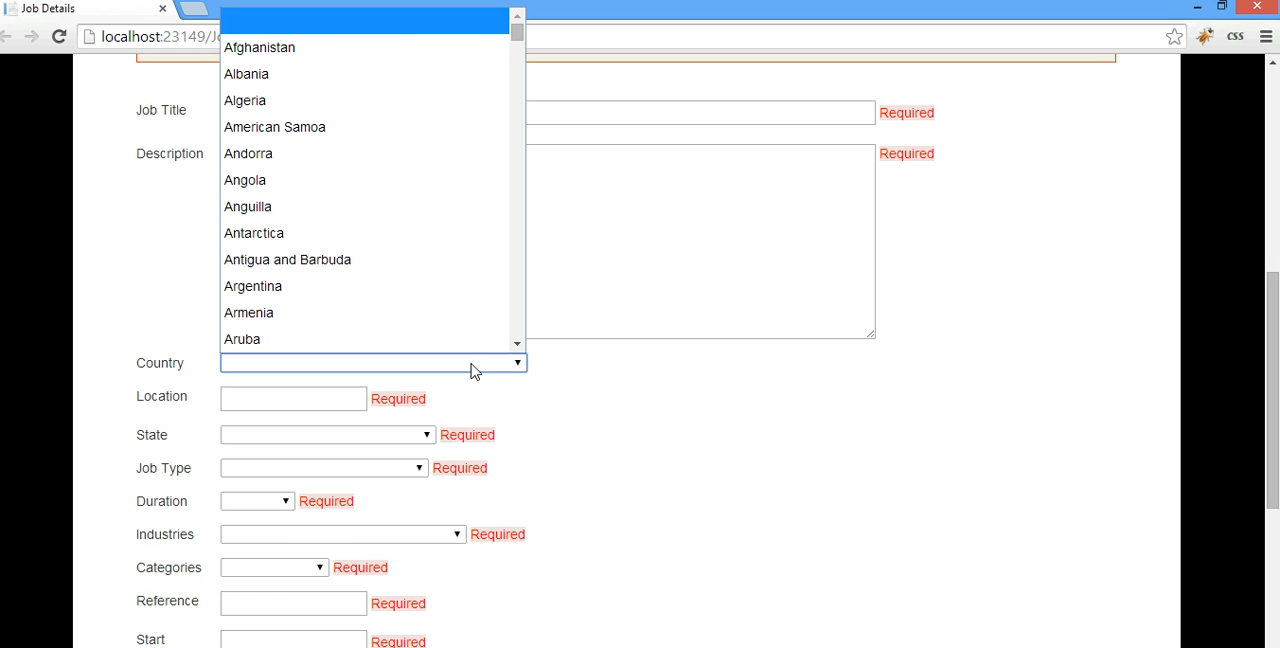 Job Details
localhost:23149/Jo
CSS
Afghanistan
Albania
Algeria
American Samoa
Andorra
Angola
Anguilla
Antarctica
Antigua and Barbuda
Argentina
Armenia
Aruba
Job Title Required
Description Required
Country
Location Required
State Required
Job Type Required
Duration Required
Industries Required
Categories Required
Reference Required
Start Required